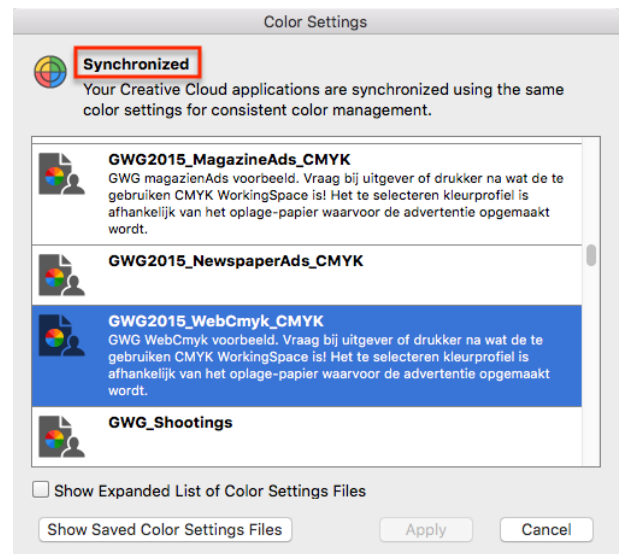 Color Settings
Synchronized
Your Creative Cloud applications are synchronized using the same
color settings for consistent color management.
GWG2015_MagazineAds_CMYK
GWG magazienAds voorbeeld. Vraag bij uitgever of drukker na wat de te
gebruiken CMYK WorkingSpace is! Het te selecteren kleurprofiel is
afhankelijk van het oplage-papier waarvoor de advertentie opgemaakt
wordt.
GWG2015_NewspaperAds_CMYK
GWG2015_WebCmyk_CMYK
GWG WebCmyk voorbeeld. Vraag bij uitgever of drukker na wat de te
gebruiken CMYK WorkingSpace is! Het te selecteren kleurprofiel is
afhankelijk van het oplage-papier waarvoor de advertentie opgemaakt
wordt.
GWG_Shootings
Show Expanded List of Color Settings Files
Show Saved Color Settings Files Apply Cancel